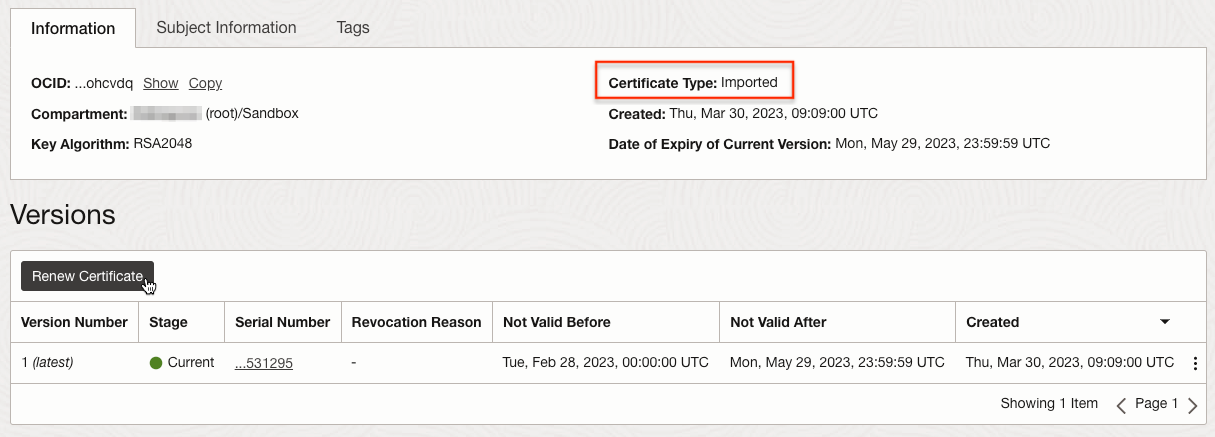 Information Subject Information Tags
OCID: ...ohcvdq Show Copy
Certificate Type: Imported
Compartment: (root)/Sandbox
Created: Thu, Mar 30, 2023, 09:09:00 UTC
Key Algorithm: RSA2048
Date of Expiry of Current Version: Mon, May 29, 2023, 23:59:59 UTC
Versions
Renew Certificate
Version Number Stage Serial Number Revocation Reason Not Valid Before Not Valid After Created
1 (latest) Current ...531295 - Tue, Feb 28, 2023, 00:00:00 UTC Mon, May 29, 2023, 23:59:59 UTC Thu, Mar 30, 2023, 09:09:00 UTC
Showing 1 Item Page 1